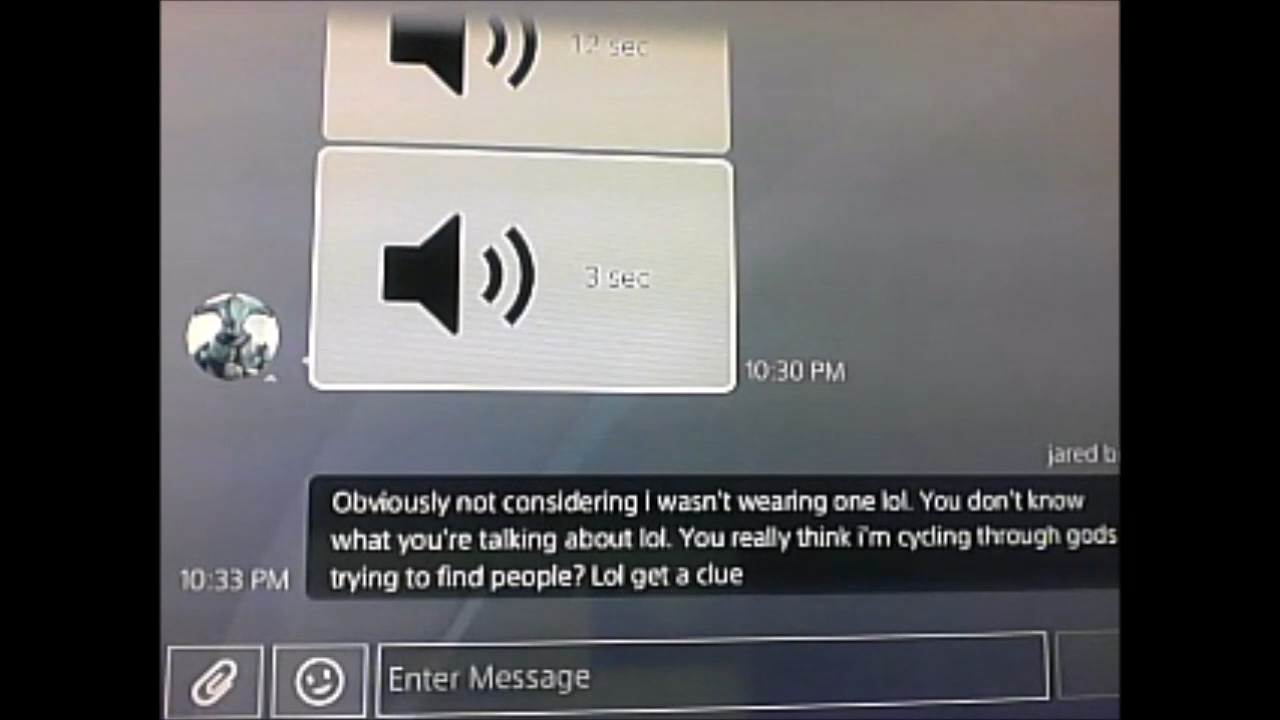 12 sec
3 sec
10:30 PM
jared b
Obviously not considering i wasn't wearing one lol. You don't know
what you're talking about lol. You really think i'm cycling through gods
trying to find people? Lol get a clue
10:33 PM
Enter Message